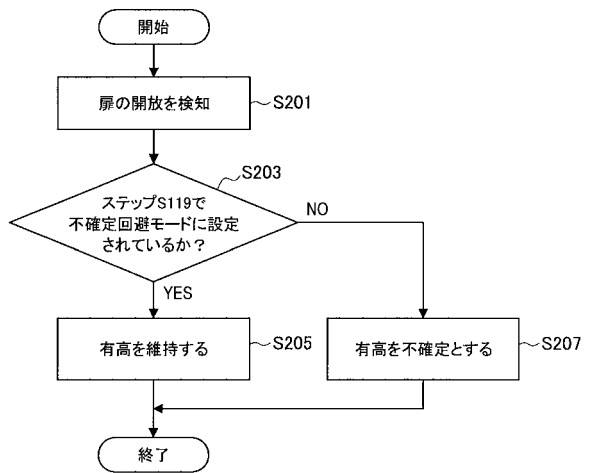 開始
扉の開放を検知
S201
S203
ステップS119で
不確定回避モードに設定
されているか？
NO
YES
有高を維持する
S205
有高を不確定とする
S207
終了